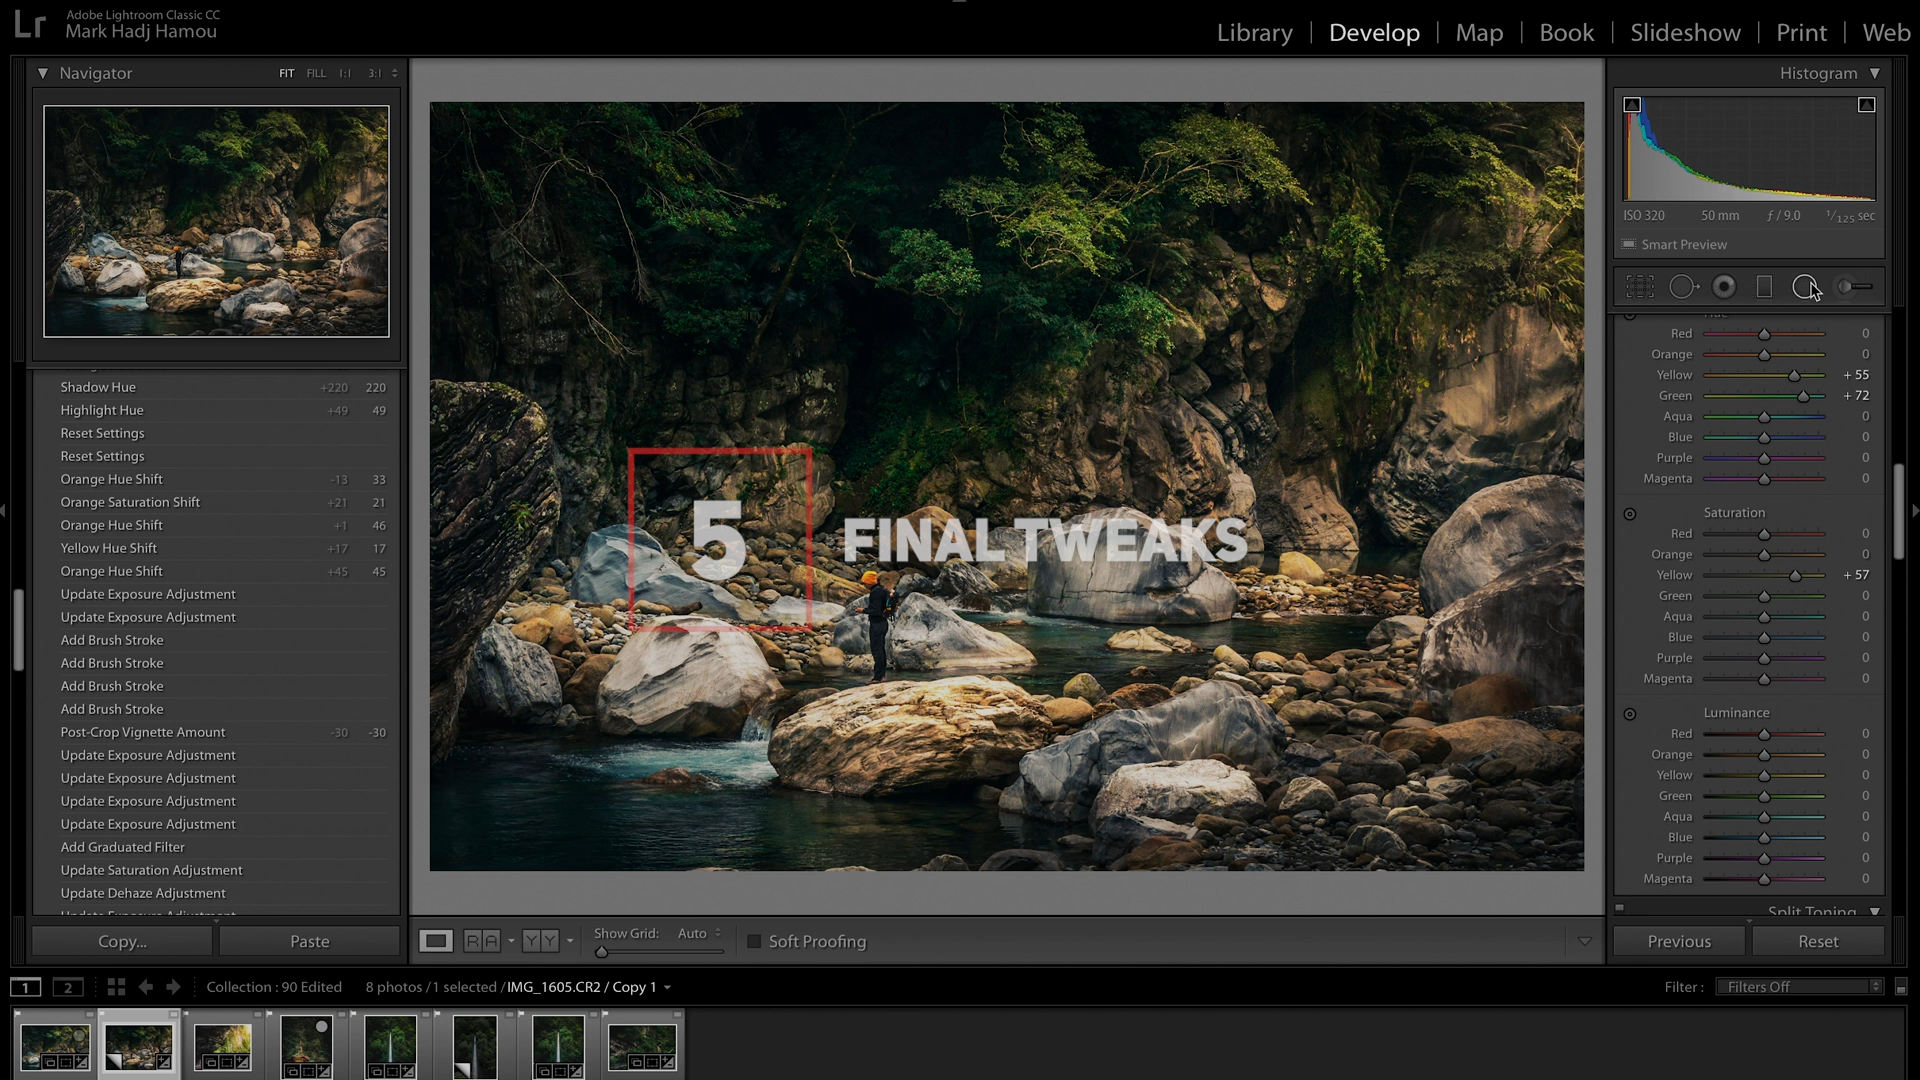 Lr
Adobe Lightroom Classic CC
Mark Hadj Hamou
Library | Develop | Map | Book | Slideshow | Print | Web
Navigator FIT FILL 1:1 3:1
Histogram
ISO 320 50 mm ƒ / 9.0 1/125 sec
Smart Preview
Shadow Hue +220 220
Highlight Hue +49 49
Reset Settings
Reset Settings
Orange Hue Shift -13 33
Orange Saturation Shift +21 21
Orange Hue Shift +1 46
Yellow Hue Shift +17 17
Orange Hue Shift +45 45
Update Exposure Adjustment
Update Exposure Adjustment
Add Brush Stroke
Add Brush Stroke
Add Brush Stroke
Add Brush Stroke
Post-Crop Vignette Amount -30 -30
Update Exposure Adjustment
Update Exposure Adjustment
Update Exposure Adjustment
Update Exposure Adjustment
Add Graduated Filter
Update Saturation Adjustment
Update Dehaze Adjustment
Update Exposure Adjustment
Copy... Paste
5 FINAL TWEAKS
Hue
Red 0
Orange 0
Yellow + 55
Green + 72
Aqua 0
Blue 0
Purple 0
Magenta 0
Saturation
Red 0
Orange 0
Yellow + 57
Green 0
Aqua 0
Blue 0
Purple 0
Magenta 0
Luminance
Red 0
Orange 0
Yellow 0
Green 0
Aqua 0
Blue 0
Purple 0
Magenta 0
Split Toning
Previous Reset
R A Y Y Show Grid: Auto Soft Proofing
1 2 Collection : 90 Edited 8 photos / 1 selected / IMG_1605.CR2 / Copy 1
Filter : Filters Off